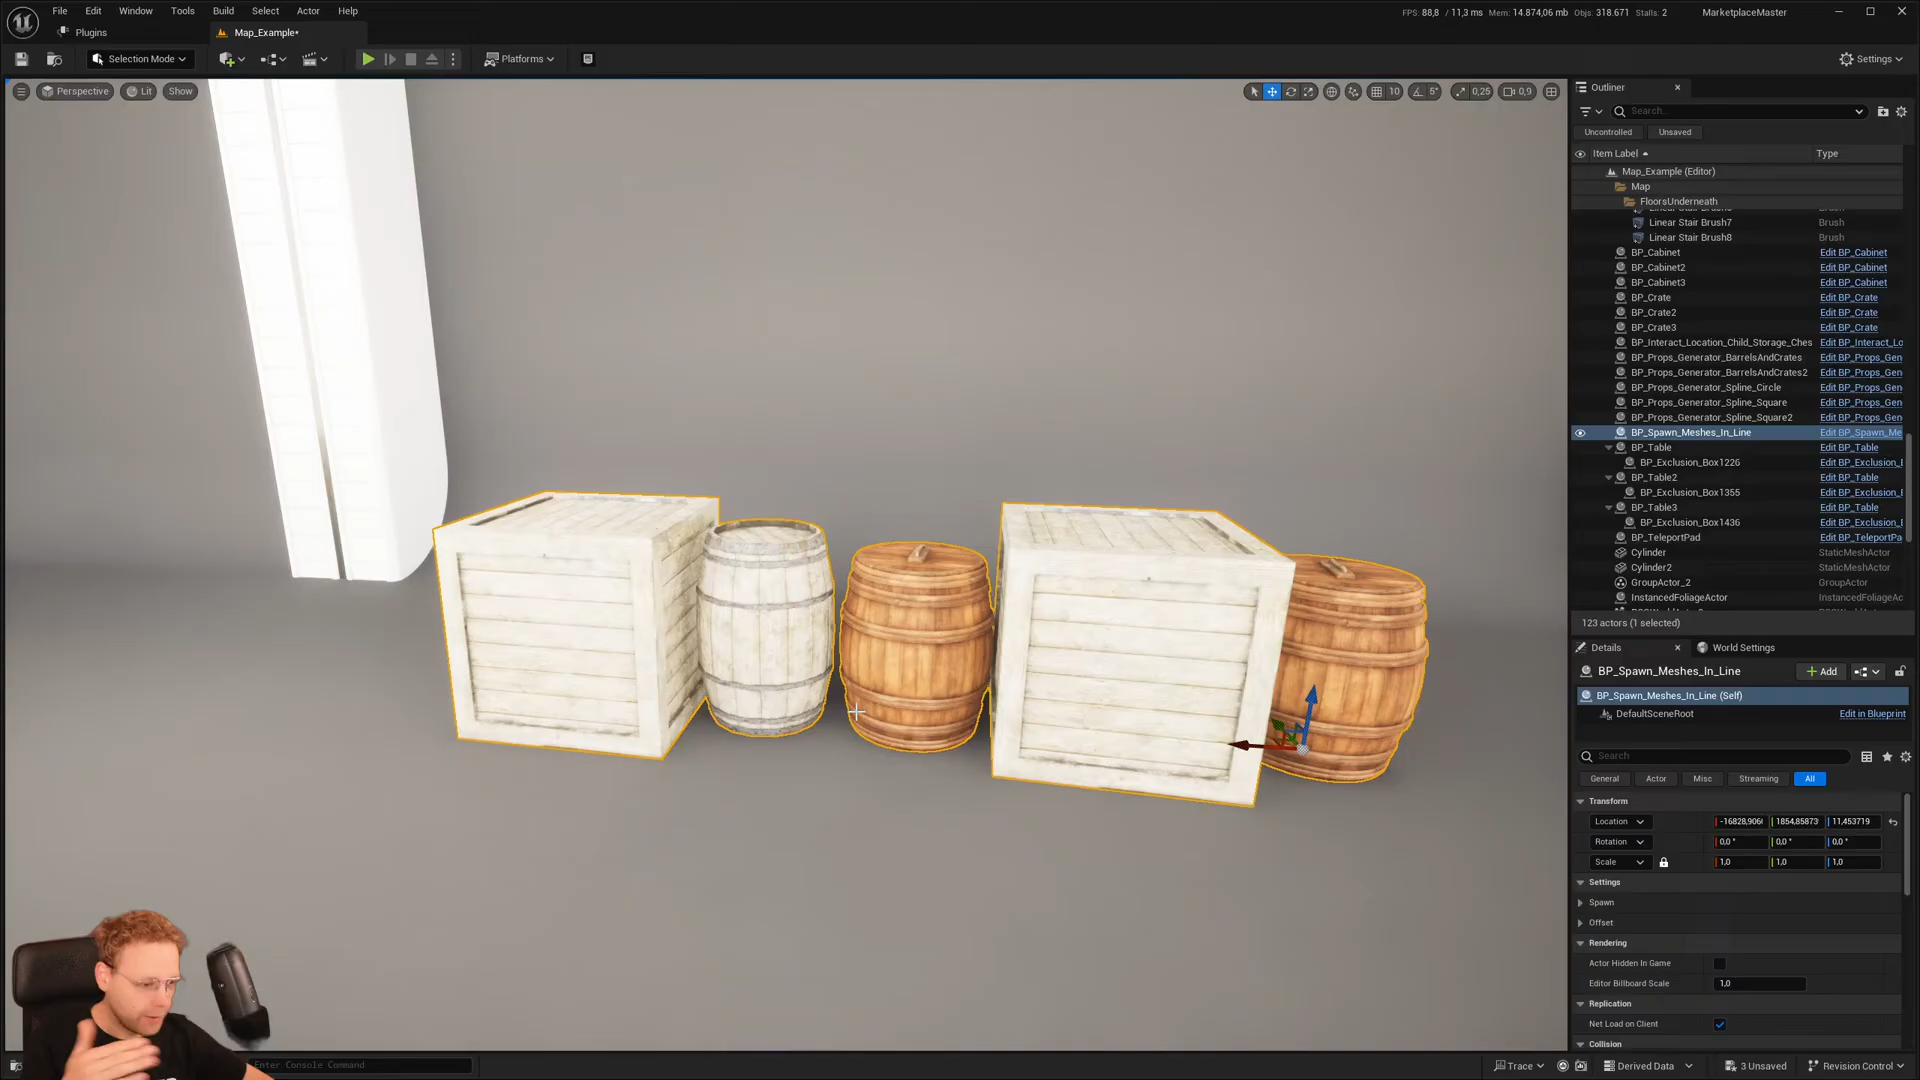 File Edit Window Tools Build Select Actor Help
FPS: 88,8 / 11,3 ms Mem: 14.874,06 mb Objs: 318.671 Stalls: 2
MarketplaceMaster
Plugins
Map_Example*
Selection Mode
Platforms
Settings
Perspective
Lit
Show
10
5°
0,25
0,9
Outliner
Search...
Uncontrolled
Unsaved
Item Label
Type
Map_Example (Editor)
Map
FloorsUnderneath
Linear Stair Brush7 Brush
Linear Stair Brush8 Brush
BP_Cabinet Edit BP_Cabinet
BP_Cabinet2 Edit BP_Cabinet
BP_Cabinet3 Edit BP_Cabinet
BP_Crate Edit BP_Crate
BP_Crate2 Edit BP_Crate
BP_Crate3 Edit BP_Crate
BP_Interact_Location_Child_Storage_Ches Edit BP_Interact_Lo
BP_Props_Generator_BarrelsAndCrates Edit BP_Props_Gen
BP_Props_Generator_BarrelsAndCrates2 Edit BP_Props_Gen
BP_Props_Generator_Spline_Circle Edit BP_Props_Gen
BP_Props_Generator_Spline_Square Edit BP_Props_Gen
BP_Props_Generator_Spline_Square2 Edit BP_Props_Gen
BP_Spawn_Meshes_In_Line Edit BP_Spawn_Me
BP_Table Edit BP_Table
BP_Exclusion_Box1226 Edit BP_Exclusion_
BP_Table2 Edit BP_Table
BP_Exclusion_Box1355 Edit BP_Exclusion_
BP_Table3 Edit BP_Table
BP_Exclusion_Box1436 Edit BP_Exclusion_
BP_TeleportPad Edit BP_TeleportPa
Cylinder StaticMeshActor
Cylinder2 StaticMeshActor
GroupActor_2 GroupActor
InstancedFoliageActor InstancedFoliageAc
123 actors (1 selected)
Details
World Settings
BP_Spawn_Meshes_In_Line
Add
BP_Spawn_Meshes_In_Line (Self)
DefaultSceneRoot
Edit in Blueprint
Search
General Actor Misc Streaming All
Transform
Location -16828,906 1854,85873 11,453719
Rotation 0,0 ° 0,0 ° 0,0 °
Scale 1,0 1,0 1,0
Settings
Spawn
Offset
Rendering
Actor Hidden In Game
Editor Billboard Scale 1,0
Replication
Net Load on Client
Collision
Enter Console Command
Trace
Derived Data
3 Unsaved
Revision Control